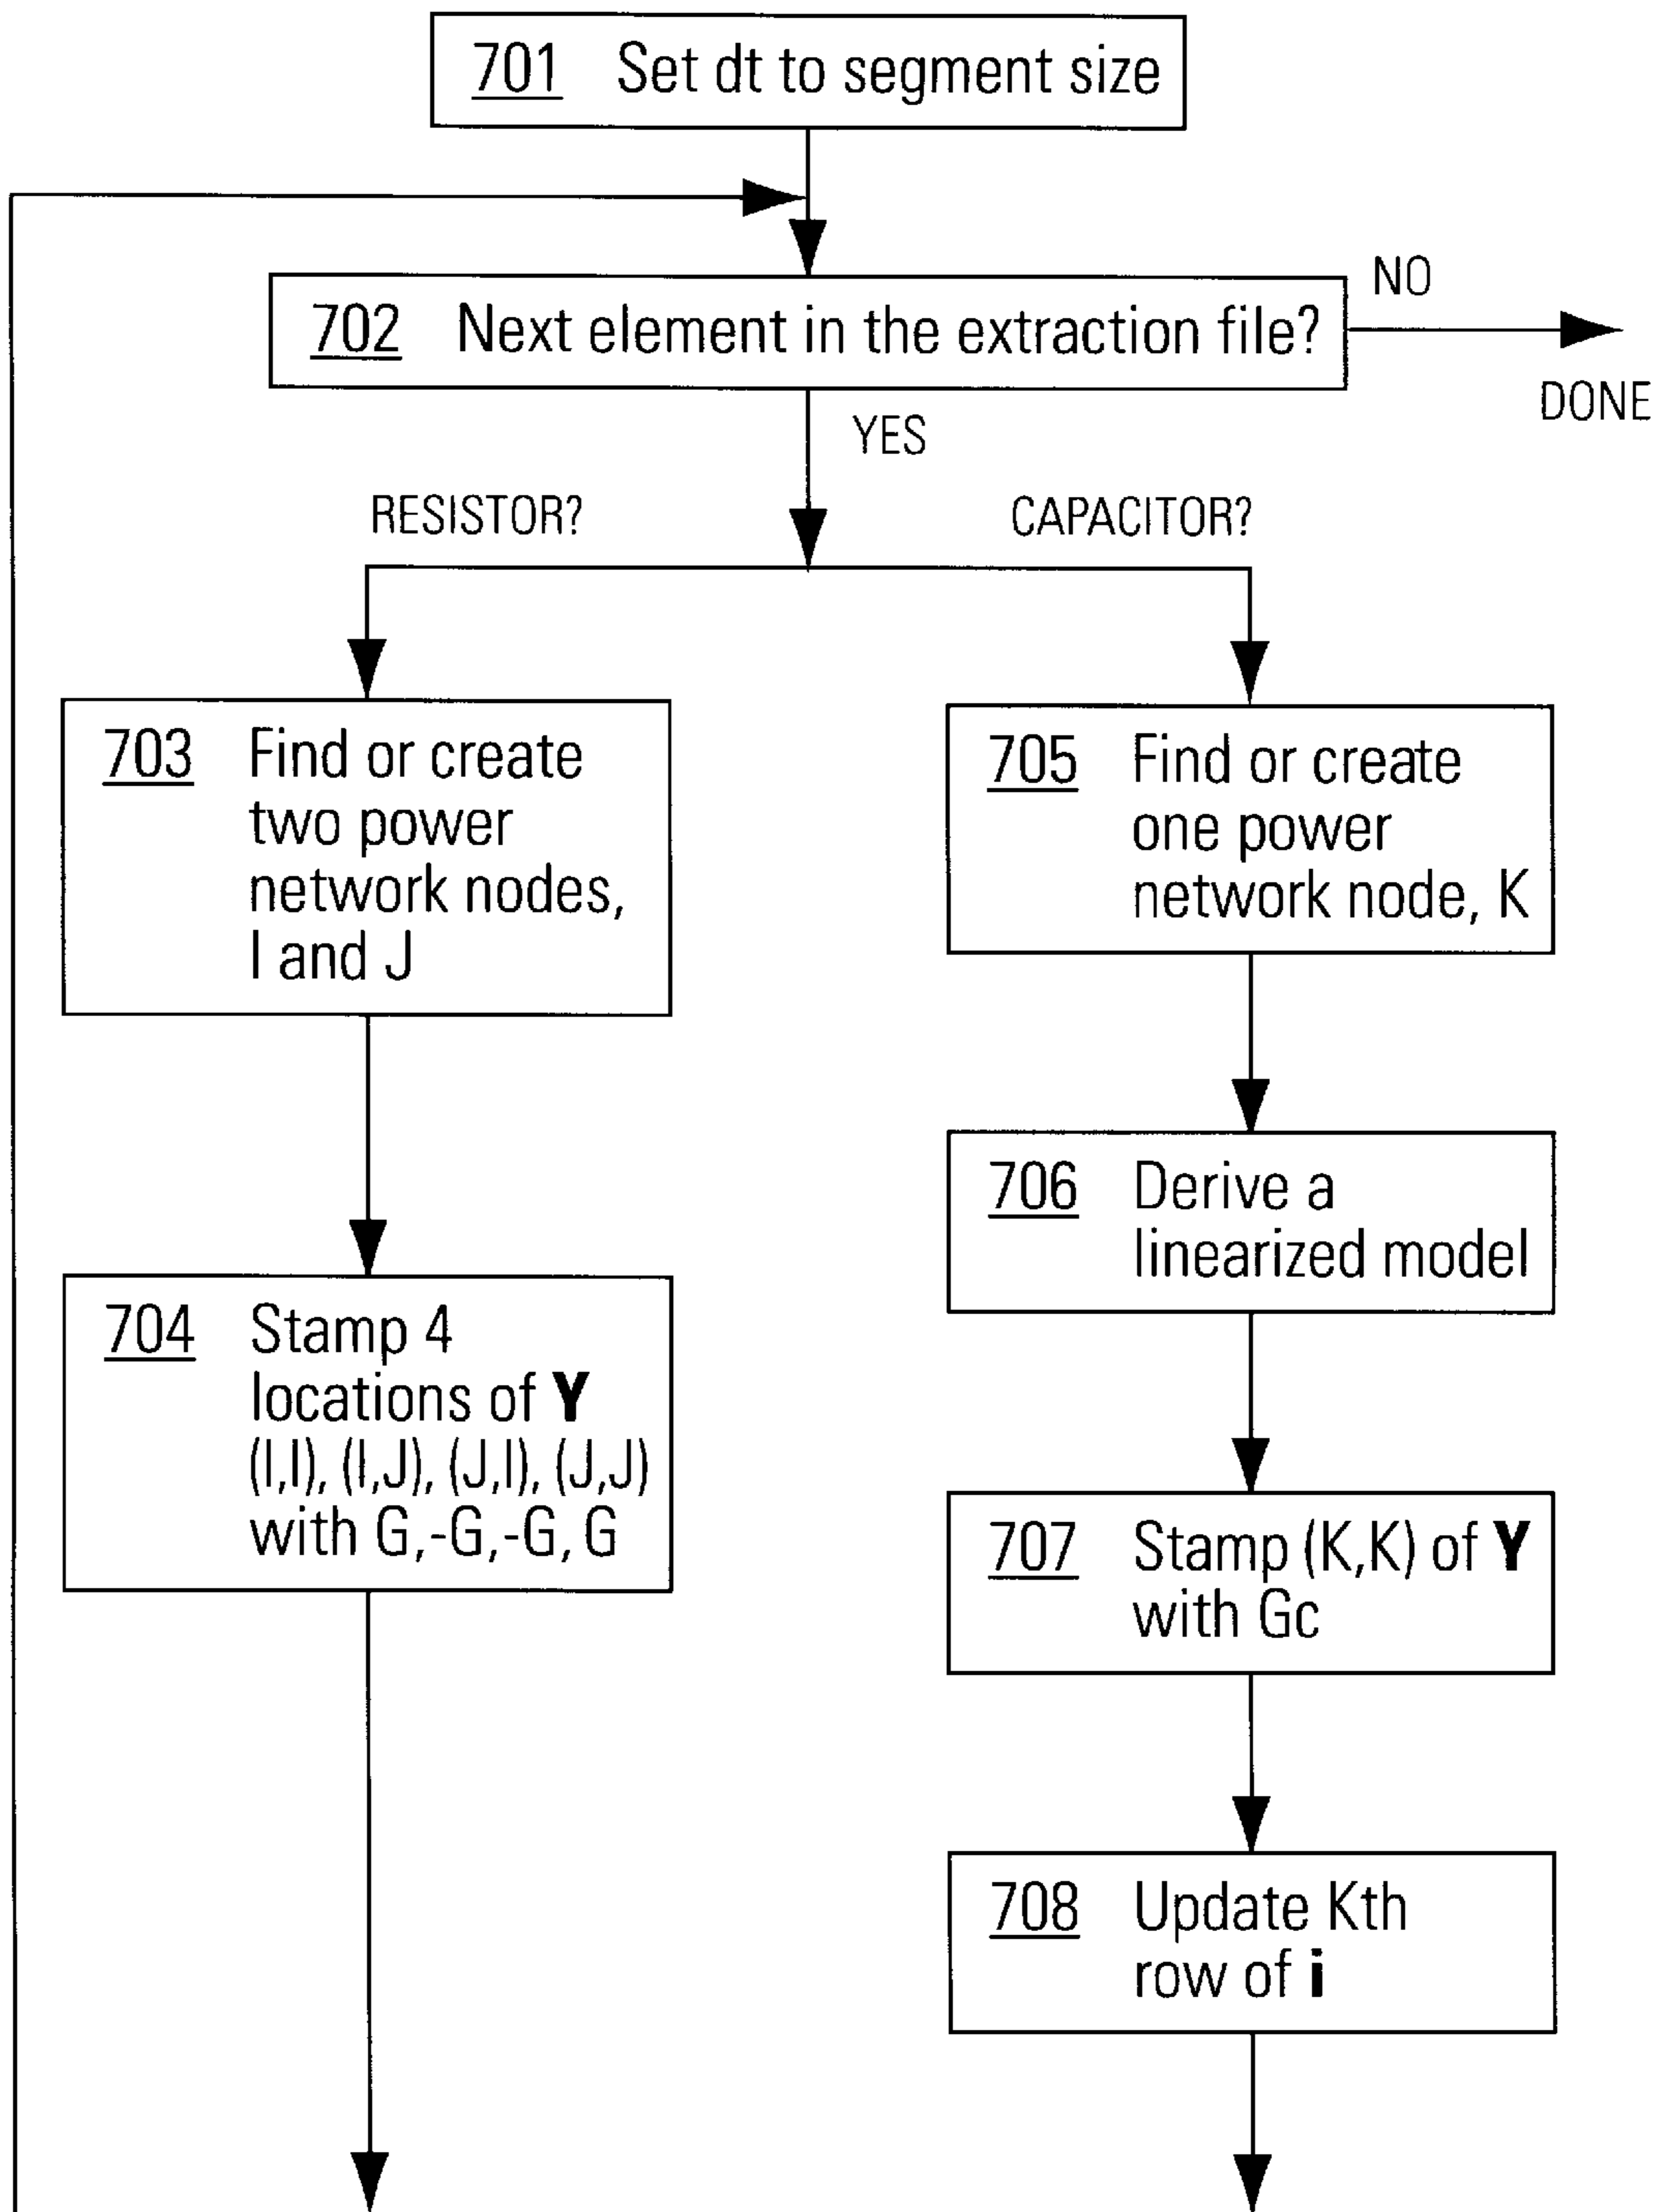 701 Set dt to segment size
702 Next element in the extraction file?
NO
DONE
YES
RESISTOR?
CAPACITOR?
703 Find or create
two power
network nodes,
I and J
704 Stamp 4
locations of Y
(I,I), (I,J), (J,I), (J,J)
with G,-G,-G, G
705 Find or create
one power
network node, K
706 Derive a
linearized model
707 Stamp (K,K) of Y
with Gc
708 Update Kth
row of i